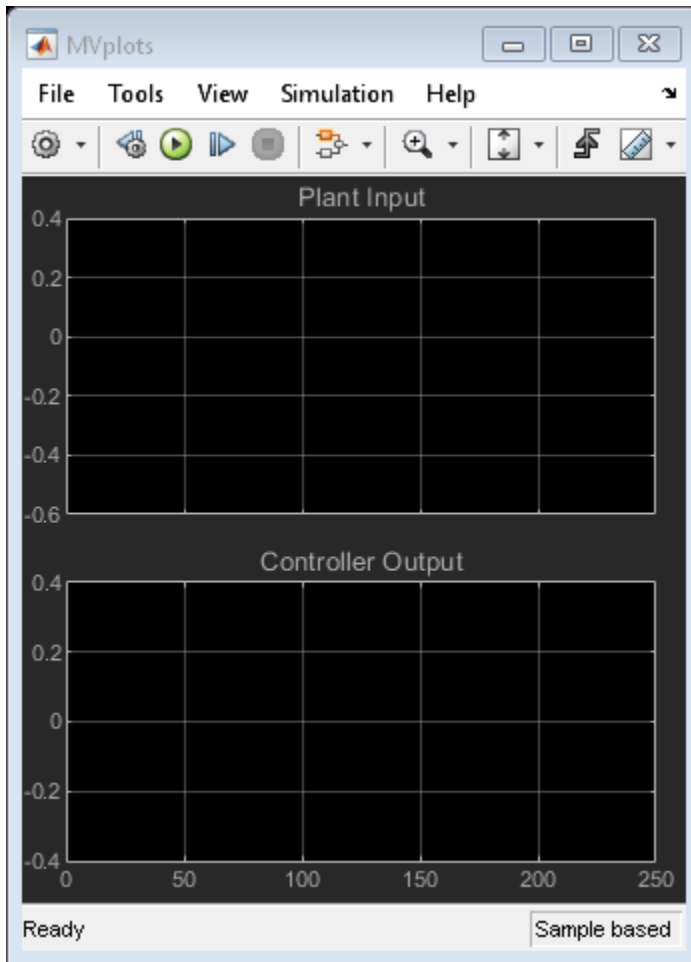 MVplots
File Tools View Simulation Help
Plant Input
0.4
0.2
0
-0.2
-0.4
-0.6
Controller Output
0.4
0.2
0
-0.2
-0.4
0 50 100 150 200 250
Ready Sample based